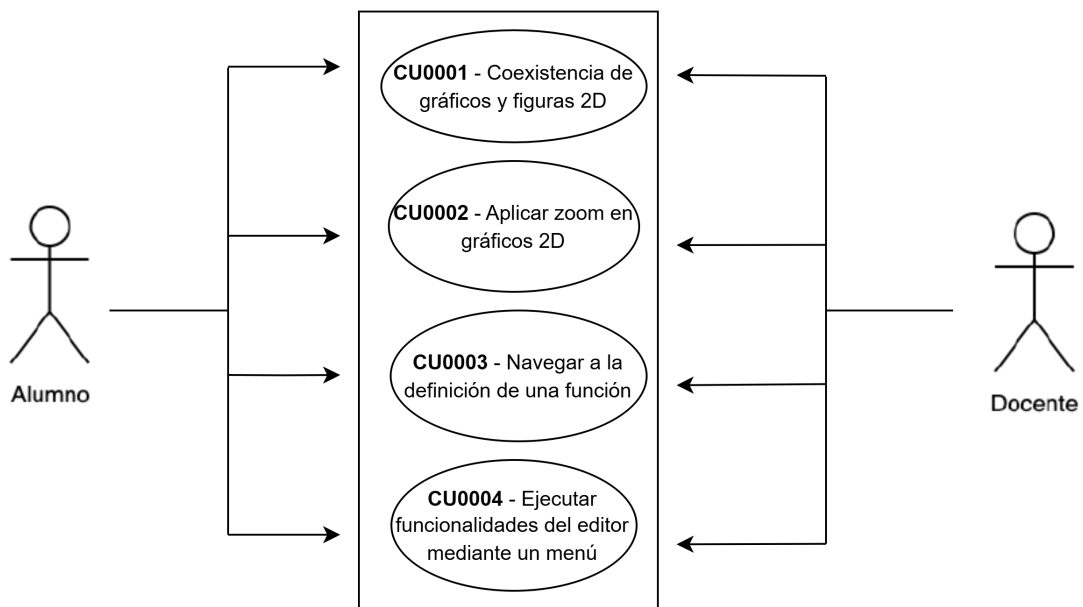 CU0001 - Coexistencia de
gráficos y figuras 2D
CU0002 - Aplicar zoom en
gráficos 2D
CU0003 - Navegar a la
definición de una función
CU0004 - Ejecutar
funcionalidades del editor
mediante un menú
Alumno
Docente